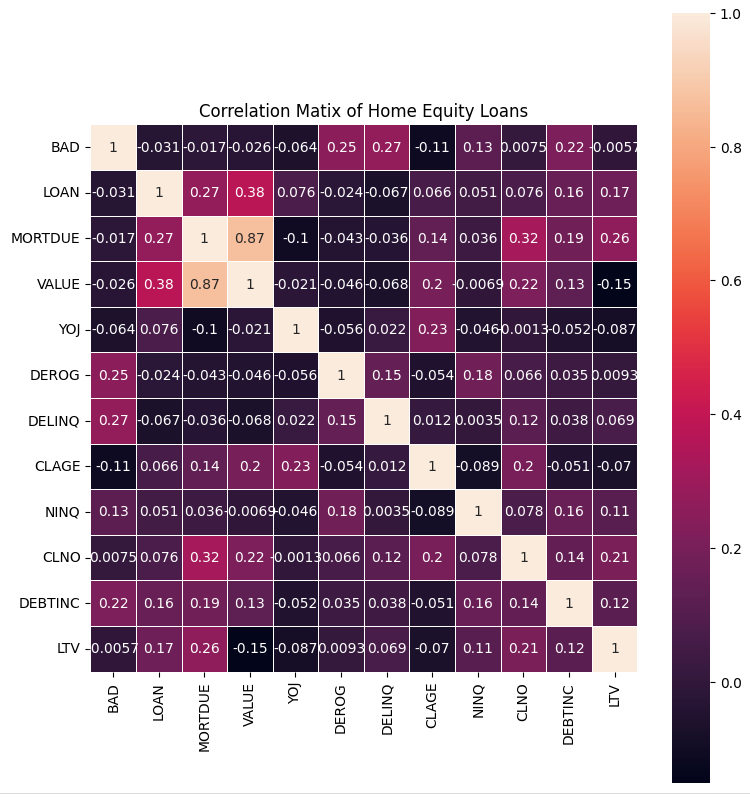 Correlation Matix of Home Equity Loans
BAD 1 -0.031 -0.017 -0.026 -0.064 0.25 0.27 -0.11 0.13 0.0075 0.22 -0.0057
LOAN -0.031 1 0.27 0.38 0.076 -0.024 -0.067 0.066 0.051 0.076 0.16 0.17
MORTDUE -0.017 0.27 1 0.87 -0.1 -0.043 -0.036 0.14 0.036 0.32 0.19 0.26
VALUE -0.026 0.38 0.87 1 -0.021 -0.046 -0.068 0.2 -0.0069 0.22 0.13 -0.15
YOJ -0.064 0.076 -0.1 -0.021 1 -0.056 0.022 0.23 -0.046 -0.0013 -0.052 -0.087
DEROG 0.25 -0.024 -0.043 -0.046 -0.056 1 0.15 -0.054 0.18 0.066 0.035 0.0093
DELINQ 0.27 -0.067 -0.036 -0.068 0.022 0.15 1 0.012 0.0035 0.12 0.038 0.069
CLAGE -0.11 0.066 0.14 0.2 0.23 -0.054 0.012 1 -0.089 0.2 -0.051 -0.07
NINQ 0.13 0.051 0.036 -0.0069 -0.046 0.18 0.0035 -0.089 1 0.078 0.16 0.11
CLNO 0.0075 0.076 0.32 0.22 -0.0013 0.066 0.12 0.2 0.078 1 0.14 0.21
DEBTINC 0.22 0.16 0.19 0.13 -0.052 0.035 0.038 -0.051 0.16 0.14 1 0.12
LTV -0.0057 0.17 0.26 -0.15 -0.087 0.0093 0.069 -0.07 0.11 0.21 0.12 1
BAD LOAN MORTDUE VALUE YOJ DEROG DELINQ CLAGE NINQ CLNO DEBTINC LTV
1.0
0.8
0.6
0.4
0.2
0.0